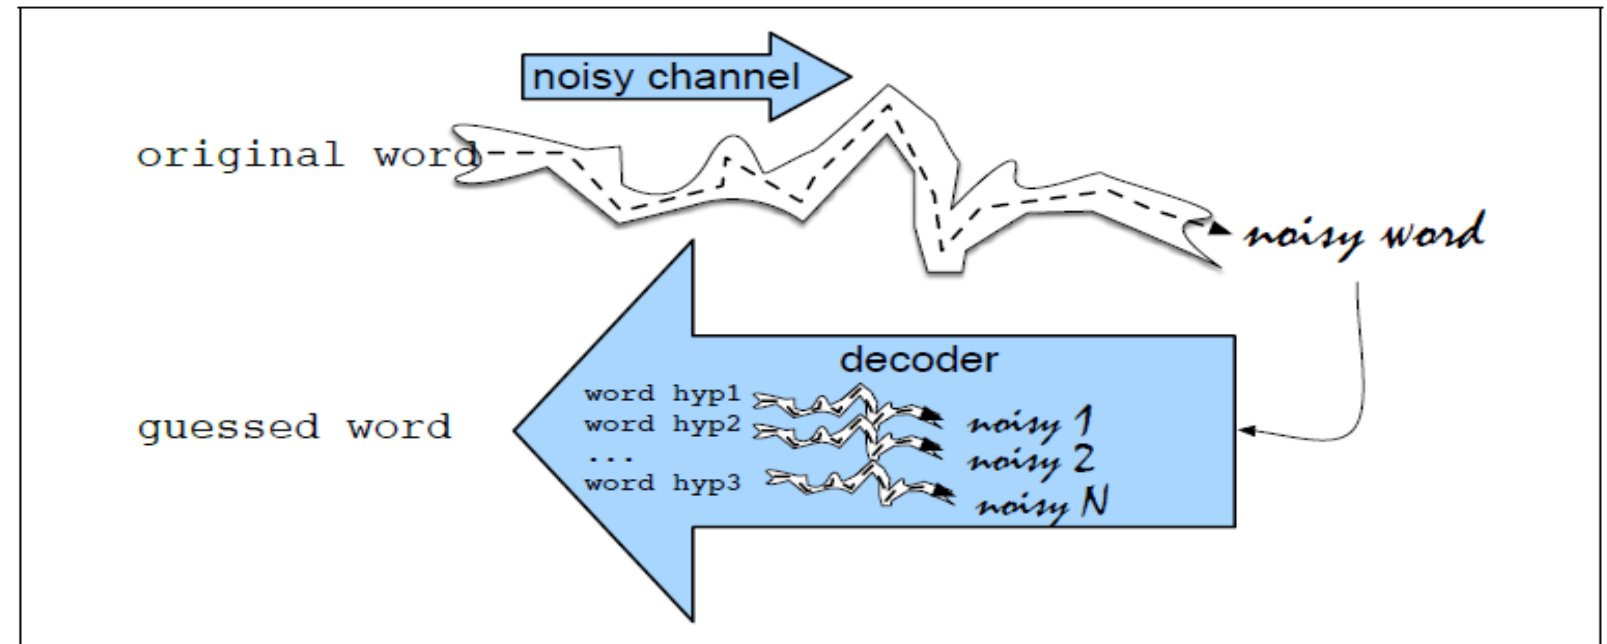 noisy channel
original word
noisy word
decoder
word hyp1
noisy 1
word hyp2
noisy 2
...
word hyp3
noisy N
guessed word